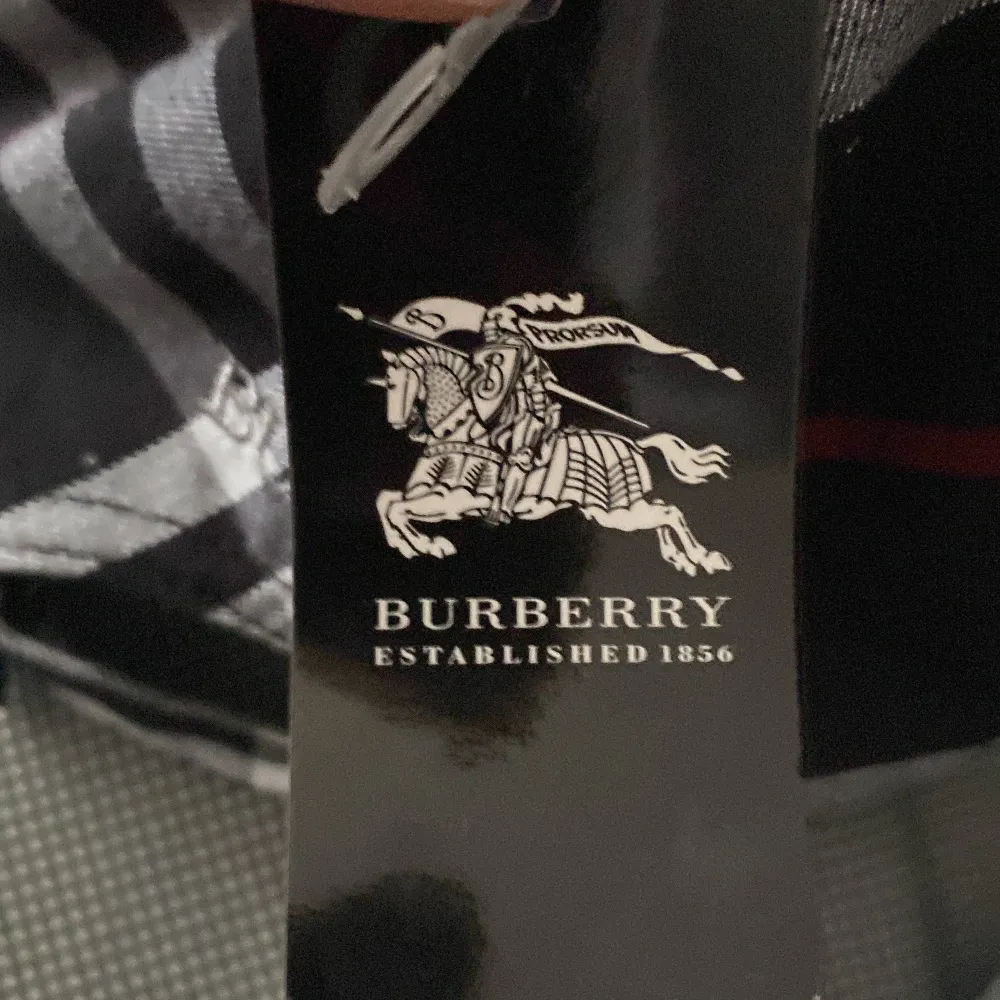 B
PRORSUM
B
BURBERRY
ESTABLISHED 1856